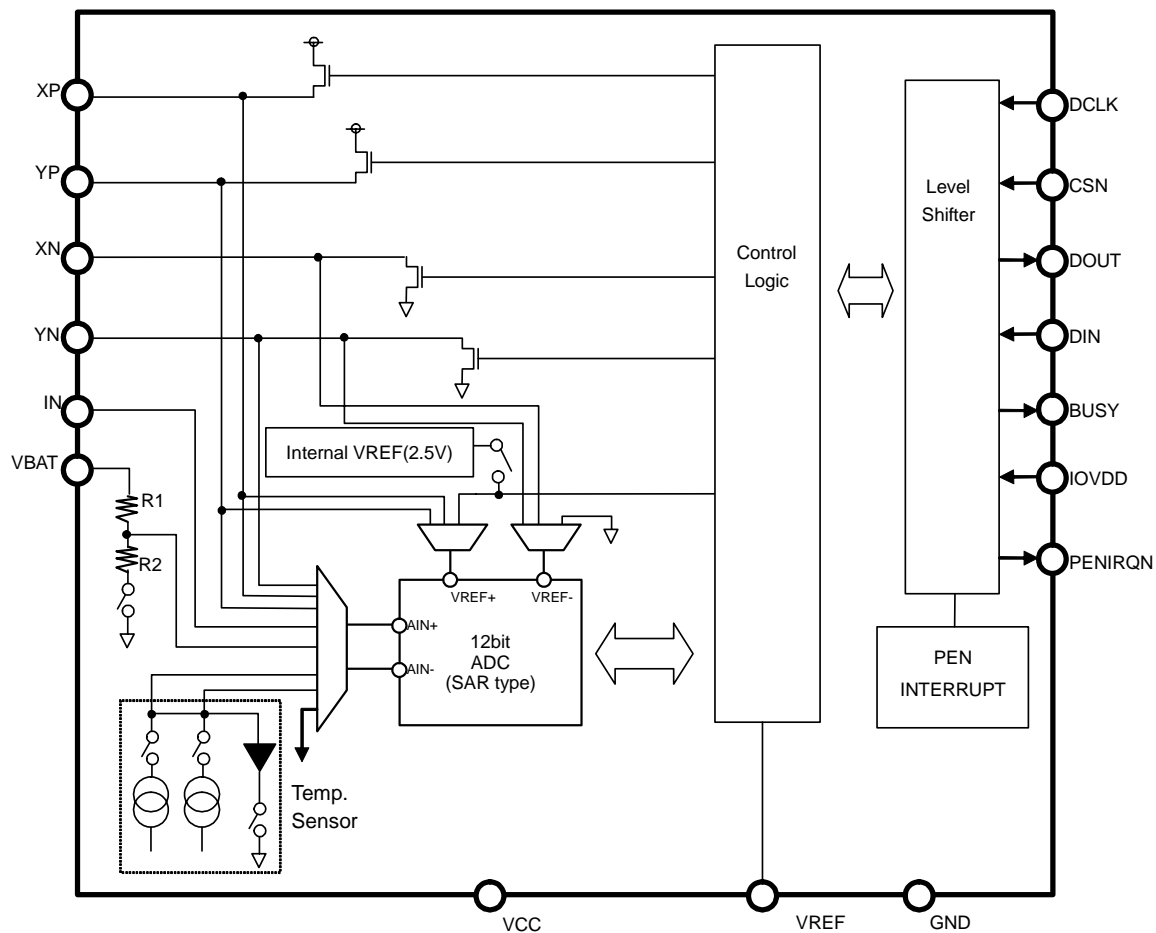 XP
YP
XN
YN
IN
VBAT
R1
R2
Internal VREF(2.5V)
VREF+
VREF-
AIN+
AIN-
12bit
ADC
(SAR type)
Temp.
Sensor
Control
Logic
Level
Shifter
PEN
INTERRUPT
DCLK
CSN
DOUT
DIN
BUSY
IOVDD
PENIRQN
VCC
VREF
GND